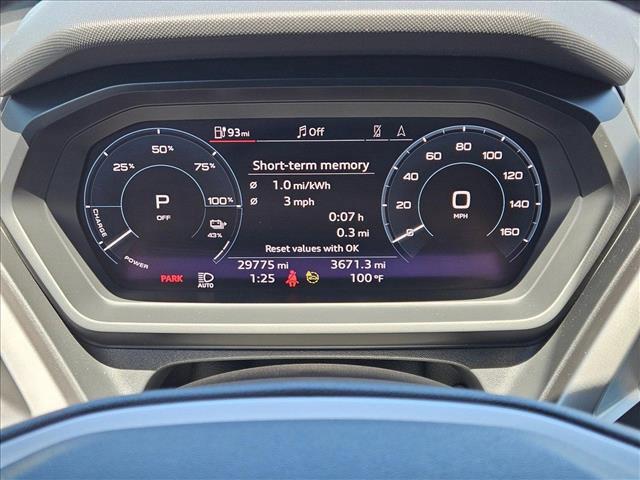 93 mi
Off
Short-term memory
ø 1.0 mi/kWh
ø 3 mph
0:07 h
0.3 mi
Reset values with OK
25%
50%
75%
100%
P
OFF
43%
CHARGE
POWER
0
20
40
60
80
100
120
140
160
0
MPH
29775 mi
3671.3 mi
PARK
AUTO
1:25
100 °F